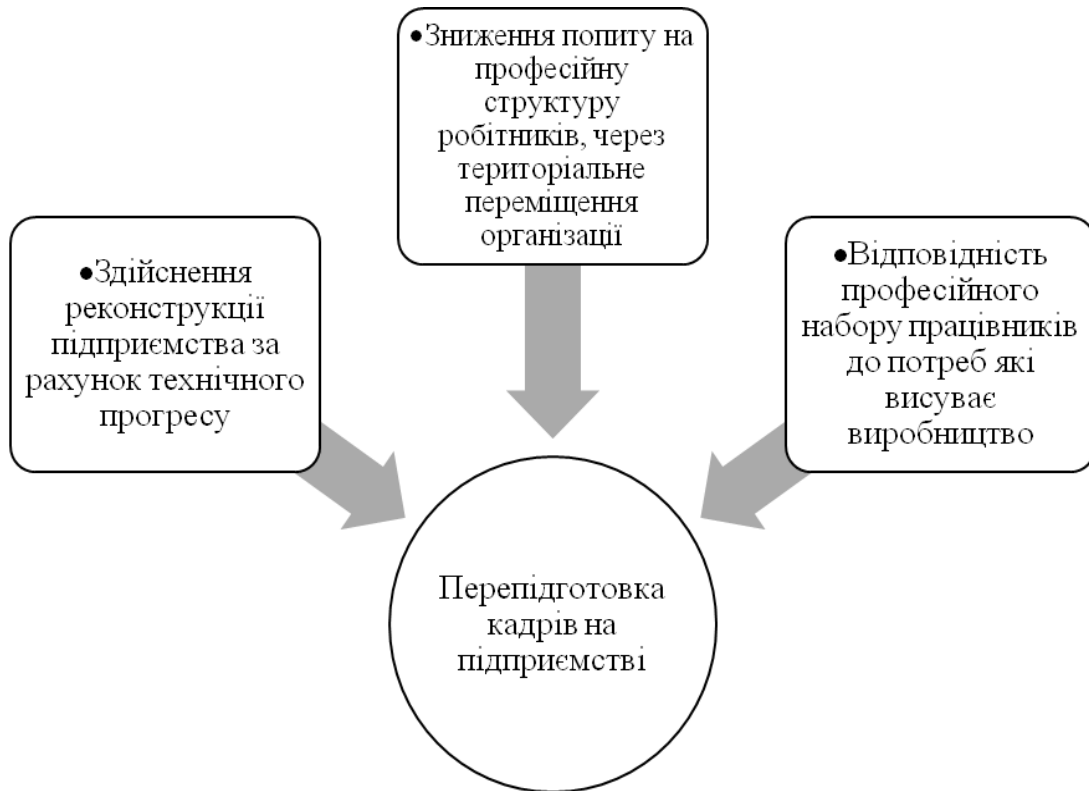 •Зниження попиту на
професійну
структуру
робітників, через
територіальне
переміщення
організації
•Здійснення
реконструкції
підприємства за
рахунок технічного
прогресу
•Відповідність
професійного
набору працівників
до потреб які
висуває
виробництво
Перепідготовка
кадрів на
підприємстві